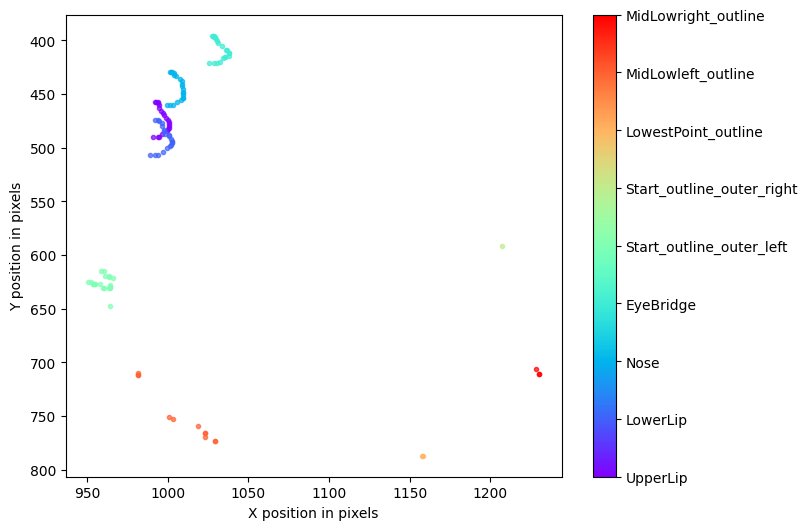 400
450
500
550
600
650
700
750
800
Y position in pixels
950
1000
1050
1100
1150
1200
X position in pixels
MidLowright_outline
MidLowleft_outline
LowestPoint_outline
Start_outline_outer_right
Start_outline_outer_left
EyeBridge
Nose
LowerLip
UpperLip